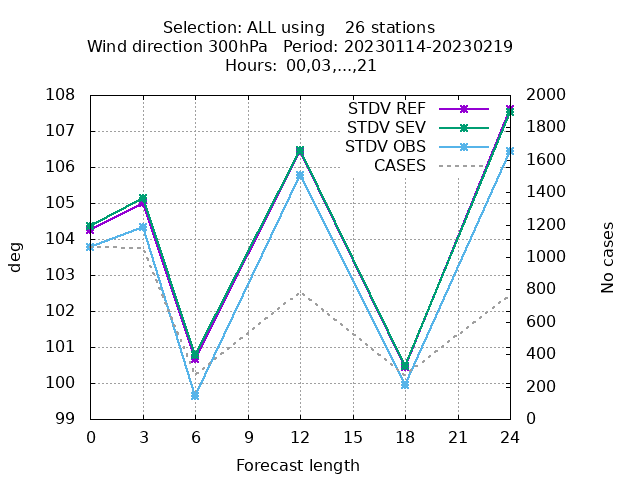 Selection: ALL using    26 stations
Wind direction 300hPa   Period: 20230114-20230219
Hours:  00,03,...,21
STDV REF
STDV SEV
STDV OBS
CASES
deg
No cases
108
107
106
105
104
103
102
101
100
99
2000
1800
1600
1400
1200
1000
800
600
400
200
0
0 3 6 9 12 15 18 21 24
Forecast length